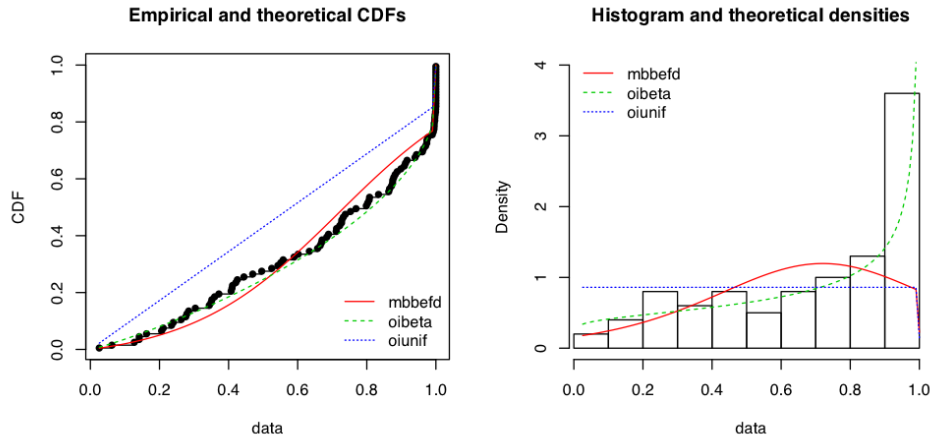 Empirical and theoretical CDFs
CDF
1.0
0.8
0.6
0.4
0.2
0.0
mbbefd
oibeta
oiunif
0.0 0.2 0.4 0.6 0.8 1.0
data
Histogram and theoretical densities
Density
4
3
2
1
0
mbbefd
oibeta
oiunif
0.0 0.2 0.4 0.6 0.8 1.0
data